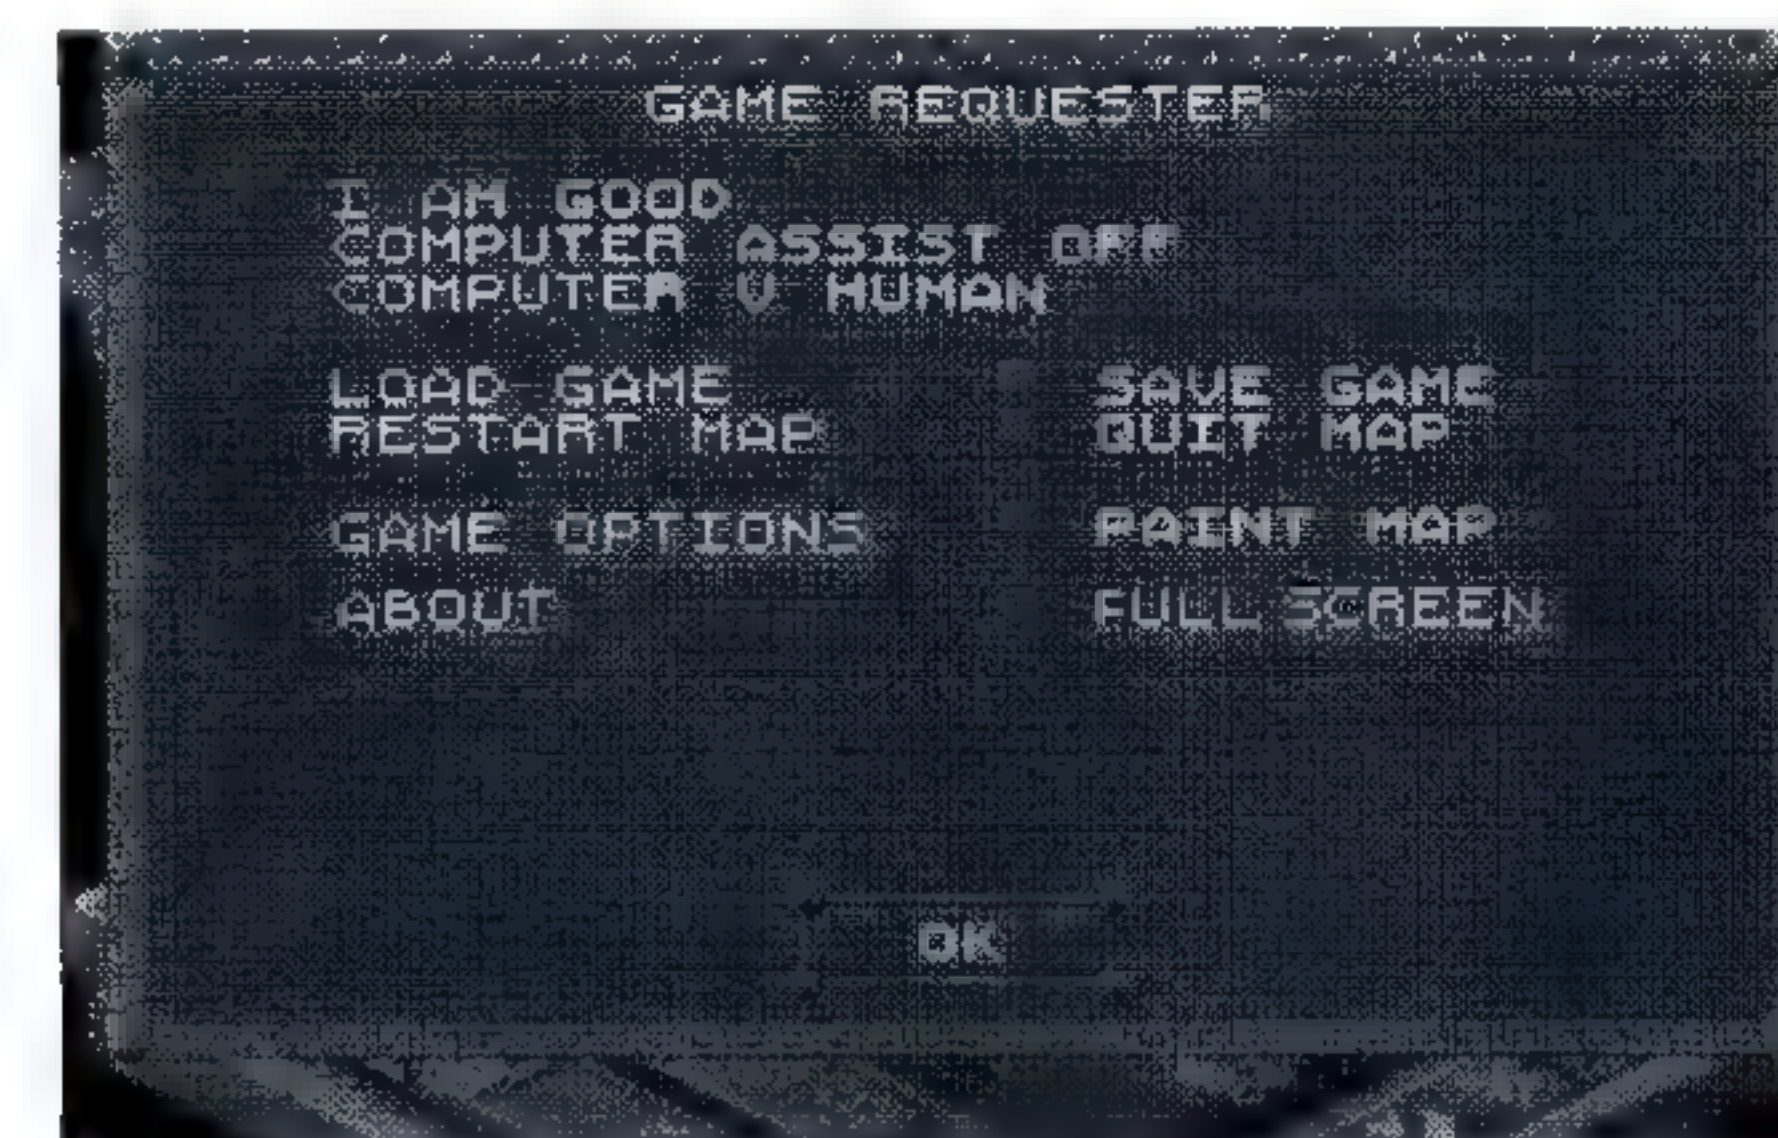 GAME REQUESTER
I AM GOOD
COMPUTER ASSIST OFF
COMPUTER V HUMAN
LOAD GAME SAVE GAME
RESTART MAP QUIT MAP
GAME OPTIONS PAINT MAP
ABOUT FULL SCREEN
OK